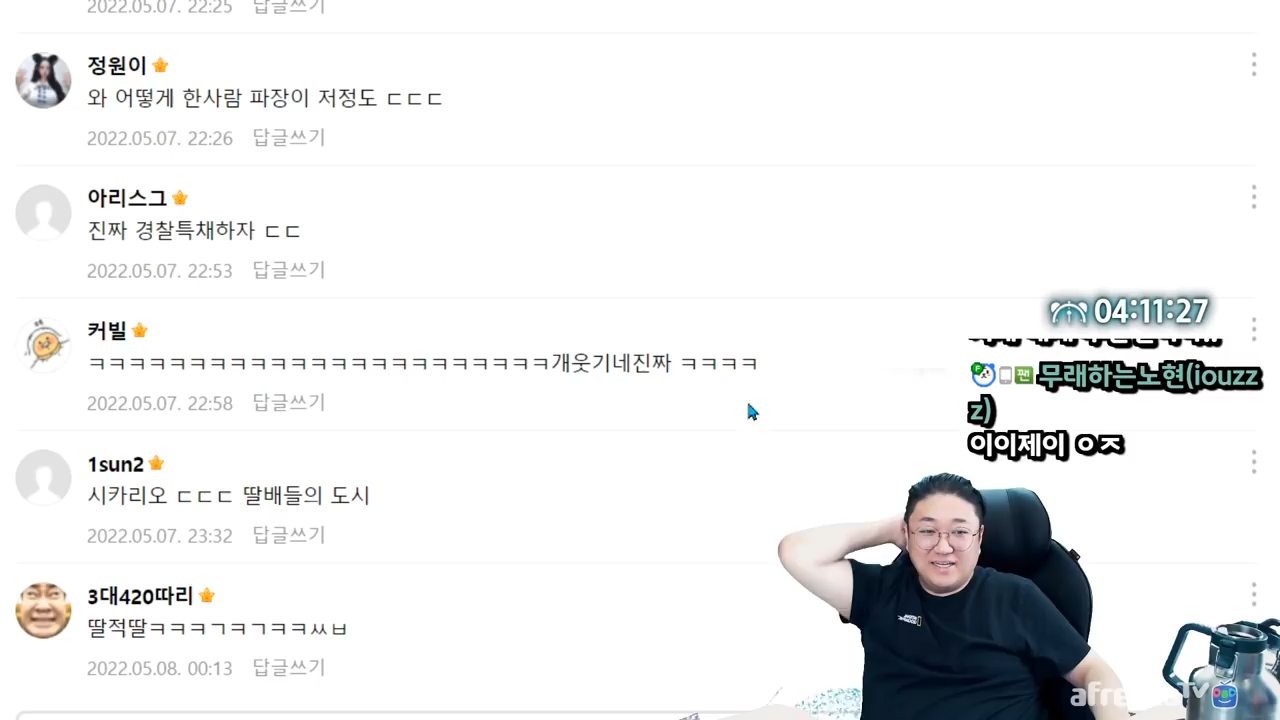 2022.05.07. 22:25 답글쓰기
정원이
와 어떻게 한사람 파장이 저정도 ㄷㄷㄷ
2022.05.07. 22:26 답글쓰기
아리스그
진짜 경찰특채하자 ㄷㄷ
2022.05.07. 22:53 답글쓰기
커빌
ㅋㅋㅋㅋㅋㅋㅋㅋㅋㅋㅋㅋㅋㅋㅋㅋㅋㅋㅋㅋㅋㅋㅋ개웃기네진짜 ㅋㅋㅋㅋ
2022.05.07. 22:58 답글쓰기
1sun2
시카리오 ㄷㄷㄷ 딸배들의 도시
2022.05.07. 23:32 답글쓰기
3대420따리
딸적딸ㅋㅋㅋㄱㅋㄱㅋㅋㅆㅂ
2022.05.08. 00:13 답글쓰기
04:11:27
F 팬 무래하는노현(iouzz
z)
이이제이 ㅇㅈ
afreecaTV